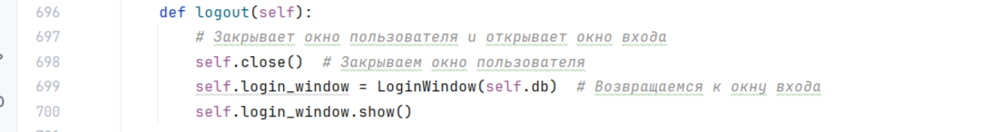 696 def logout(self):
697 # Закрывает окно пользователя и открывает окно входа
698 self.close()  # Закрываем окно пользователя
699 self.login_window = LoginWindow(self.db)  # Возвращаемся к окну входа
700 self.login_window.show()